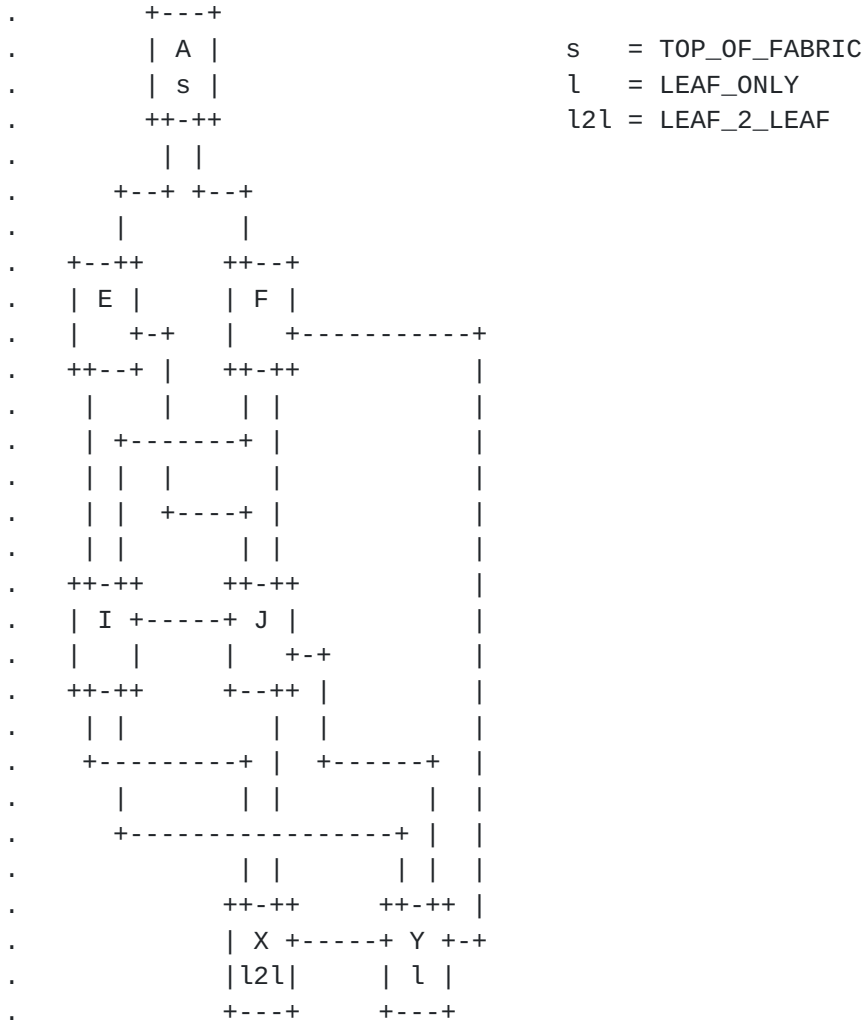 .        +---+
.        | A |                      s   = TOP_OF_FABRIC
.        | s |                      l   = LEAF_ONLY
.        ++-++                      l2l = LEAF_2_LEAF
.         | |
.      +--+ +--+
.      |       |
.   +--++     ++--+
.   | E |     | F |
.   |   +-+   |   +-----------+
.   ++--+ |   ++-++           |
.    |    |    | |            |
.    | +-------+ |            |
.    | |  |      |            |
.    | |  +----+ |            |
.    | |       | |            |
.   ++-++     ++-++           |
.   | I +-----+ J |           |
.   |   |     |   +-+         |
.   ++-++     +--++ |         |
.    | |         |  |         |
.    +---------+ |  +------+  |
.      |       | |         |  |
.      +-----------------+ |  |
.              | |       | |  |
.             ++-++     ++-++ |
.             | X +-----+ Y +-+
.             |l2l|     | l |
.             +---+     +---+